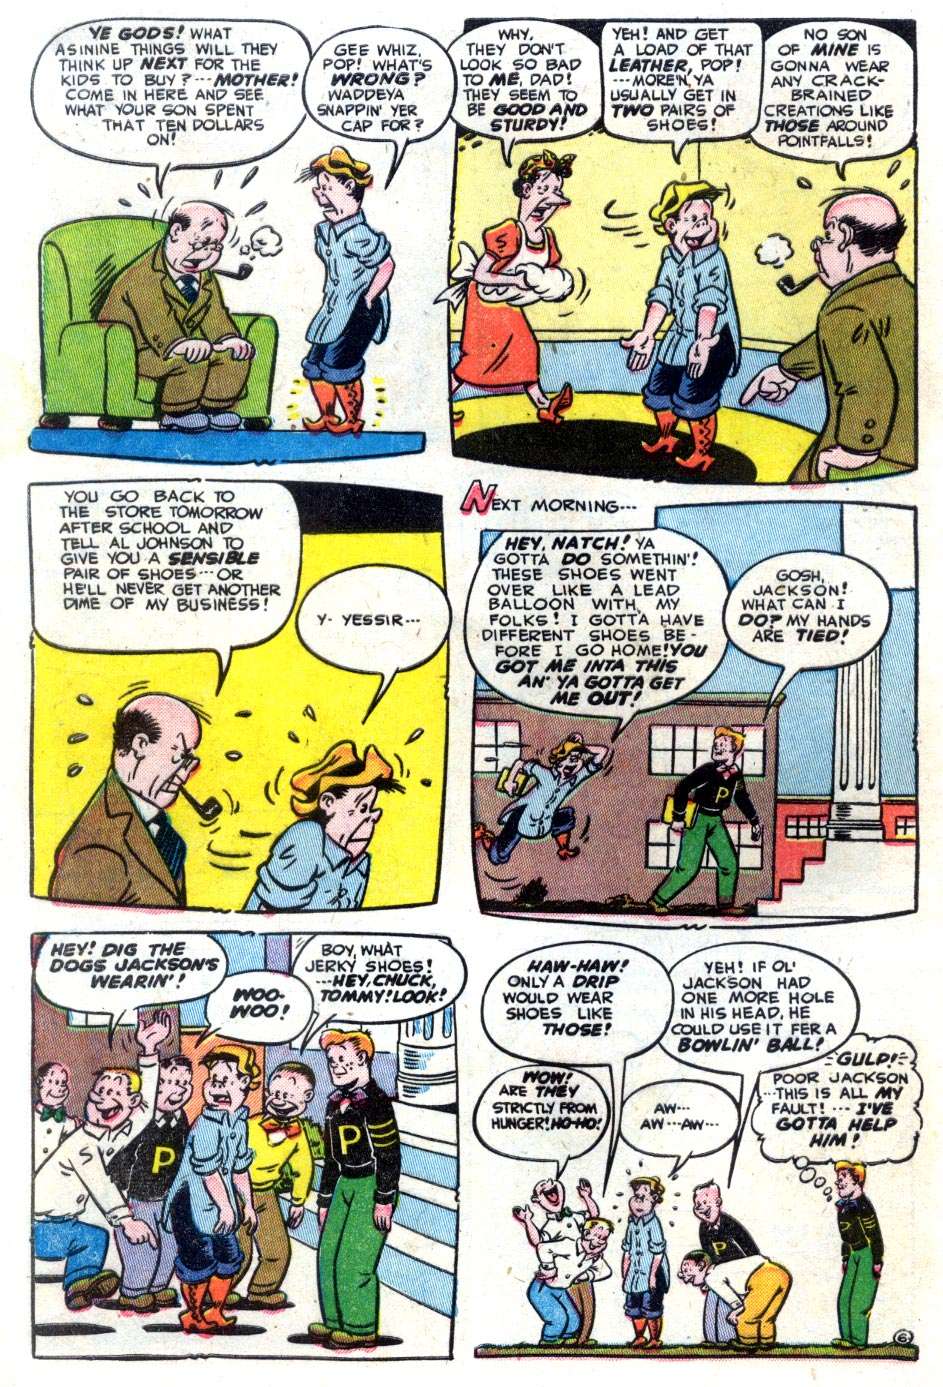 YE GODS! WHAT
ASININE THINGS WILL THEY
THINK UP NEXT FOR THE
KIDS TO BUY?---MOTHER!
COME IN HERE AND SEE
WHAT YOUR SON SPENT
THAT TEN DOLLARS
ON!
GEE WHIZ,
POP! WHAT'S
WRONG?
WADDEYA
SNAPPIN' YER
CAP FOR?
WHY,
THEY DON'T
LOOK SO BAD
TO ME, DAD!
THEY SEEM TO
BE GOOD AND
STURDY!
YEH! AND GET
A LOAD OF THAT
LEATHER, POP!
---MORE'N YA
USUALLY GET IN
TWO PAIRS OF
SHOES!
NO SON
OF MINE IS
GONNA WEAR
ANY CRACK-
BRAINED
CREATIONS LIKE
THOSE AROUND
POINTFALLS!
YOU GO BACK TO
THE STORE TOMORROW
AFTER SCHOOL AND
TELL AL JOHNSON TO
GIVE YOU A SENSIBLE
PAIR OF SHOES---OR
HE'LL NEVER GET ANOTHER
DIME OF MY BUSINESS!
Y-YESSIR---
NEXT MORNING---
HEY, NATCH! YA
GOTTA DO SOMETHIN'!
THESE SHOES WENT
OVER LIKE A LEAD
BALLOON WITH MY
FOLKS! I GOTTA HAVE
DIFFERENT SHOES BE-
FORE I GO HOME! YOU
GOT ME INTA THIS
AN' YA GOTTA GET
ME OUT!
GOSH,
JACKSON!
WHAT CAN I
DO? MY HANDS
ARE TIED!
P
HEY! DIG THE
DOGS JACKSON'S
WEARIN'!
WOO-
WOO!
BOY, WHAT
JERKY SHOES!
---HEY, CHUCK,
TOMMY! LOOK!
S
P
P
HAW-HAW!
ONLY A DRIP
WOULD WEAR
SHOES LIKE
THOSE!
WOW!
ARE THEY
STRICTLY FROM
HUNGER! HO-HO!
AW---
AW---AW---
YEH! IF OL'
JACKSON HAD
ONE MORE HOLE
IN HIS HEAD, HE
COULD USE IT FER A
BOWLIN' BALL!
GULP!--
POOR JACKSON
---THIS IS ALL MY
FAULT!---I'VE
GOTTA HELP
HIM!
P
P
6